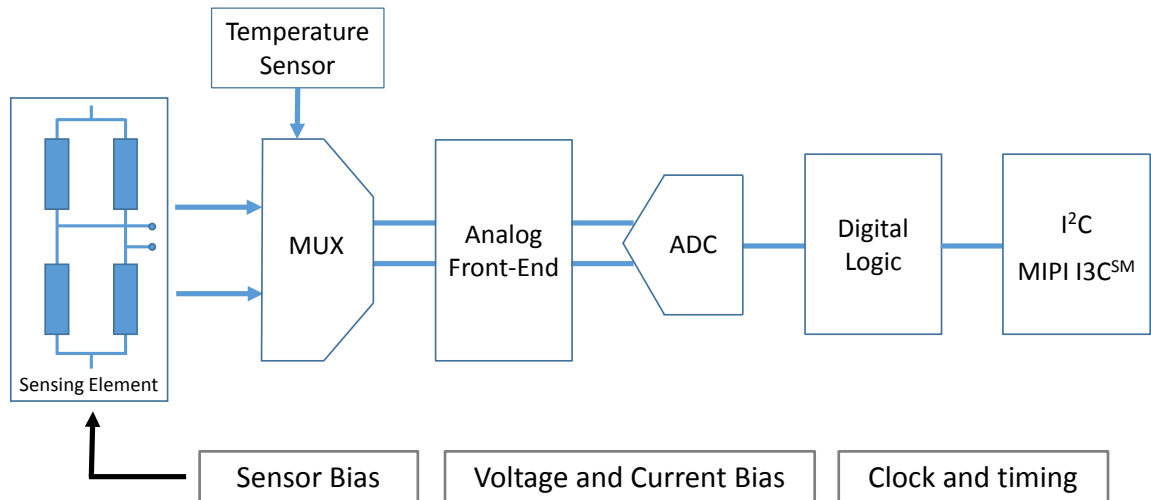 Temperature
Sensor
Sensing Element
MUX
Analog
Front-End
ADC
Digital
Logic
I²C
MIPI I3Cˢᴹ
Sensor Bias
Voltage and Current Bias
Clock and timing